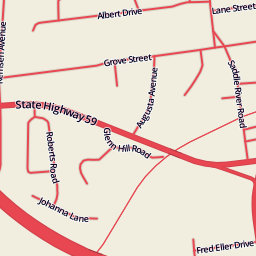 Albert Drive
Lane Street
Grove Street
Saddle River Road
Augusta Avenue
State Highway 59
Glenn Hill Road
Roberts Road
Johanna Lane
Fred Eller Drive